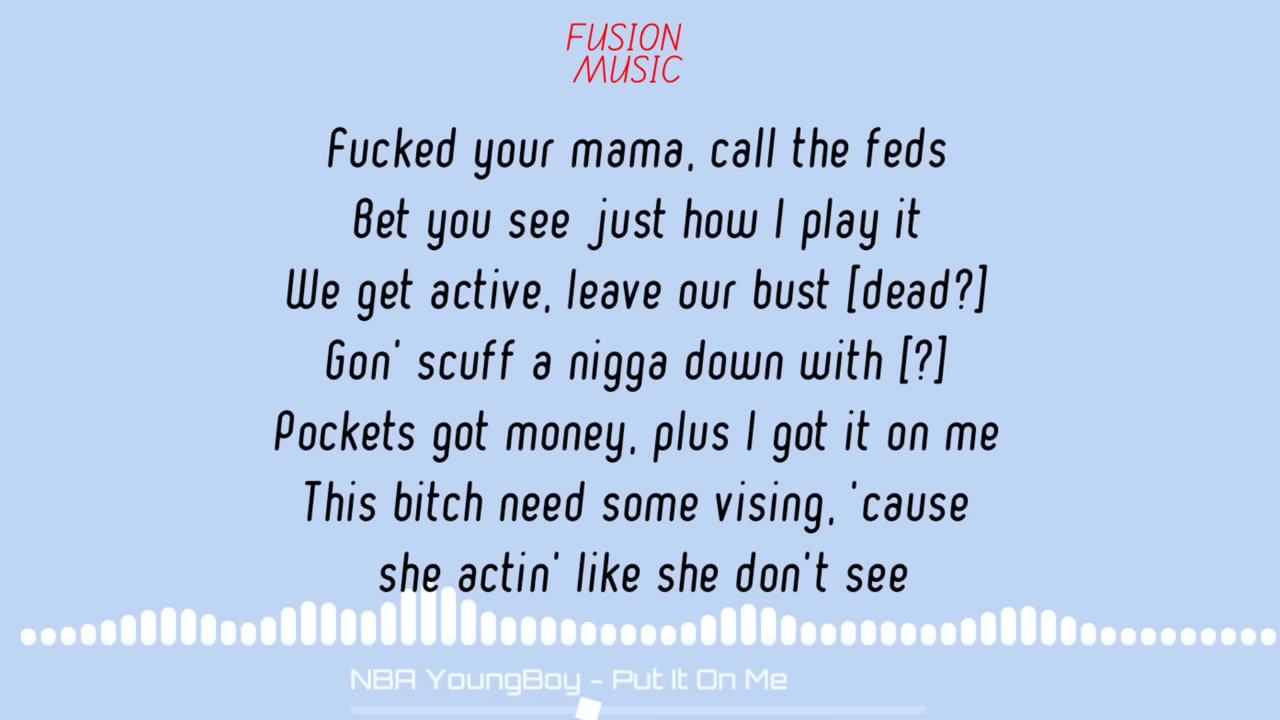 FUSION
MUSIC
Fucked your mama, call the feds
Bet you see just how I play it
We get active, leave our bust [dead?]
Gon' scuff a nigga down with [?]
Pockets got money, plus I got it on me
This bitch need some vising, 'cause
she actin' like she don't see
NBA YoungBoy - Put It On Me